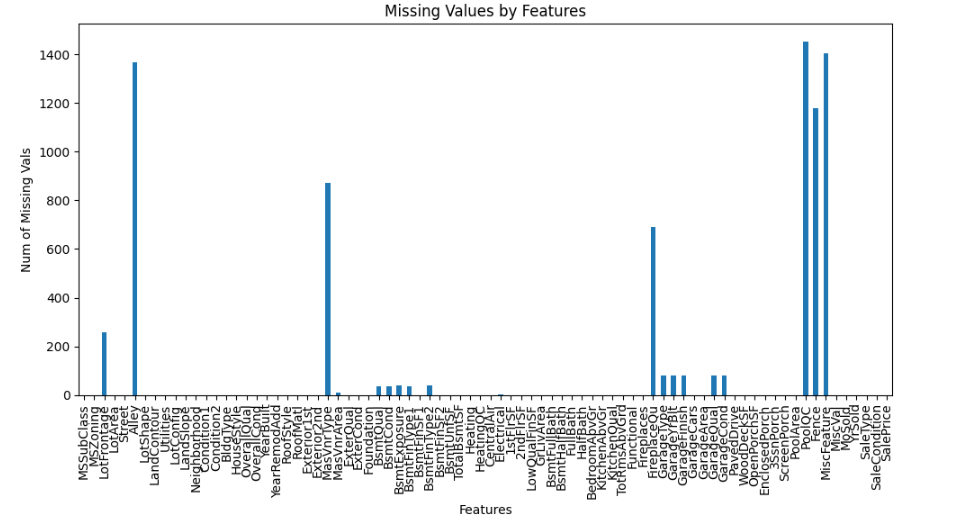 Missing Values by Features
Num of Missing Vals
1400
1200
1000
800
600
400
200
0
MSSubClass
MSZoning
LotFrontage
LotArea
Street
Alley
LotShape
LandContour
Utilities
LotConfig
LandSlope
Neighborhood
Condition1
Condition2
BldgType
HouseStyle
OverallQual
OverallCond
YearBuilt
YearRemodAdd
RoofStyle
RoofMatl
Exterior1st
Exterior2nd
MasVnrType
MasVnrArea
ExterQual
ExterCond
Foundation
BsmtQual
BsmtCond
BsmtExposure
BsmtFinType1
BsmtFinSF1
BsmtFinType2
BsmtFinSF2
BsmtUnfSF
TotalBsmtSF
Heating
HeatingQC
CentralAir
Electrical
1stFlrSF
2ndFlrSF
LowQualFinSF
GrLivArea
BsmtFullBath
BsmtHalfBath
FullBath
HalfBath
BedroomAbvGr
KitchenAbvGr
KitchenQual
TotRmsAbvGrd
Functional
Fireplaces
FireplaceQu
GarageType
GarageYrBlt
GarageFinish
GarageCars
GarageArea
GarageQual
GarageCond
PavedDrive
WoodDeckSF
OpenPorchSF
EnclosedPorch
3SsnPorch
ScreenPorch
PoolArea
PoolQC
Fence
MiscFeature
MiscVal
MoSold
YrSold
SaleType
SaleCondition
SalePrice
Features